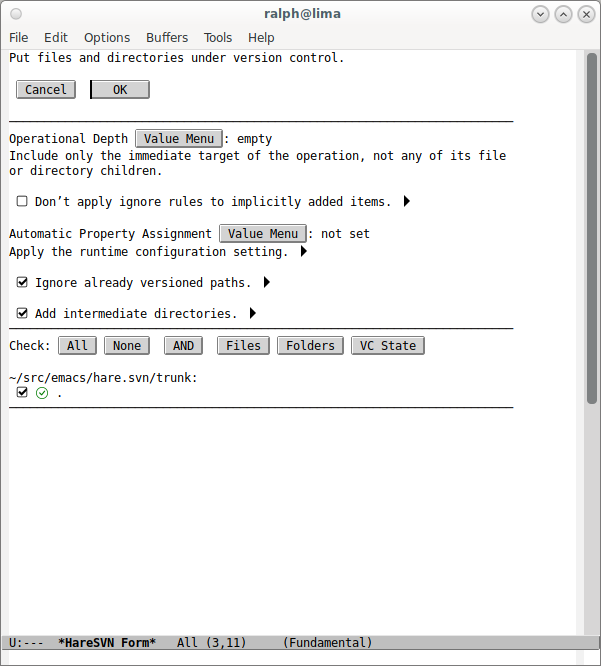 ralph@lima
File Edit Options Buffers Tools Help
Put files and directories under version control.
Cancel OK
Operational Depth Value Menu: empty
Include only the immediate target of the operation, not any of its file
or directory children.
Don’t apply ignore rules to implicitly added items.
Automatic Property Assignment Value Menu: not set
Apply the runtime configuration setting.
Ignore already versioned paths.
Add intermediate directories.
Check: All None AND Files Folders VC State
~/src/emacs/hare.svn/trunk:
.
U:--- *HareSVN Form* All (3,11) (Fundamental)